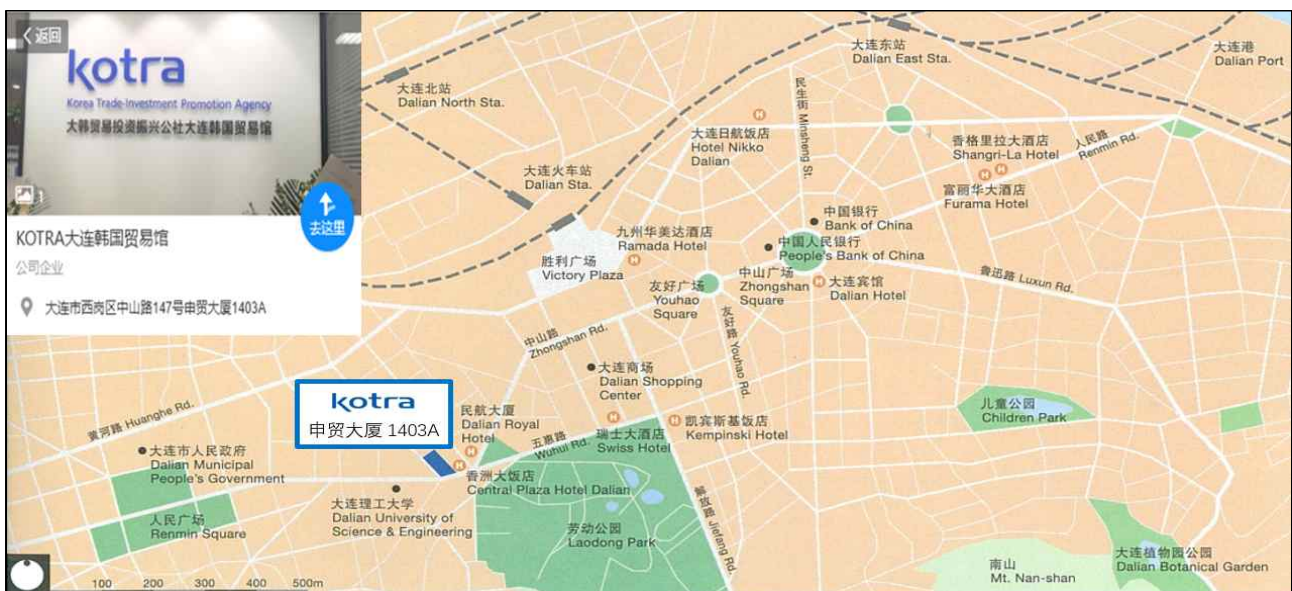 返回
kotra
Korea Trade-Investment Promotion Agency
大韩贸易投资振兴公社大连韩国贸易馆
1
去这里
KOTRA大连韩国贸易馆
公司企业
大连市西岗区中山路147号申贸大厦1403A
大连北站
Dalian North Sta.
大连东站
Dalian East Sta.
大连港
Dalian Port
民生街 Minsheng St.
大连日航饭店
Hotel Nikko
Dalian
香格里拉大酒店
Shangri-La Hotel
人民路
Renmin Rd.
富丽华大酒店
Furama Hotel
大连火车站
Dalian Sta.
中国银行
Bank of China
九州华美达酒店
Ramada Hotel
中国人民银行
People's Bank of China
胜利广场
Victory Plaza
友好广场
Youhao
Square
中山广场
Zhongshan
Square
大连宾馆
Dalian Hotel
鲁迅路 Luxun Rd.
中山路
Zhongshan Rd.
友好路 Youhao Rd.
大连商场
Dalian Shopping
Center
kotra
申贸大厦 1403A
民航大厦
Dalian Royal
Hotel
五惠路
Wuhui Rd.
瑞士大酒店
Swiss Hotel
凯宾斯基饭店
Kempinski Hotel
儿童公园
Children Park
黄河路 Huanghe Rd.
大连市人民政府
Dalian Municipal
People's Government
香洲大饭店
Central Plaza Hotel Dalian
大连理工大学
Dalian University of
Science & Engineering
人民广场
Renmin Square
劳动公园
Laodong Park
解放路 Jiefang Rd.
南山
Mt. Nan-shan
大连植物园公园
Dalian Botanical Garden
100 200 300 400 500m
H
H
H
H
H
H
H
H
H